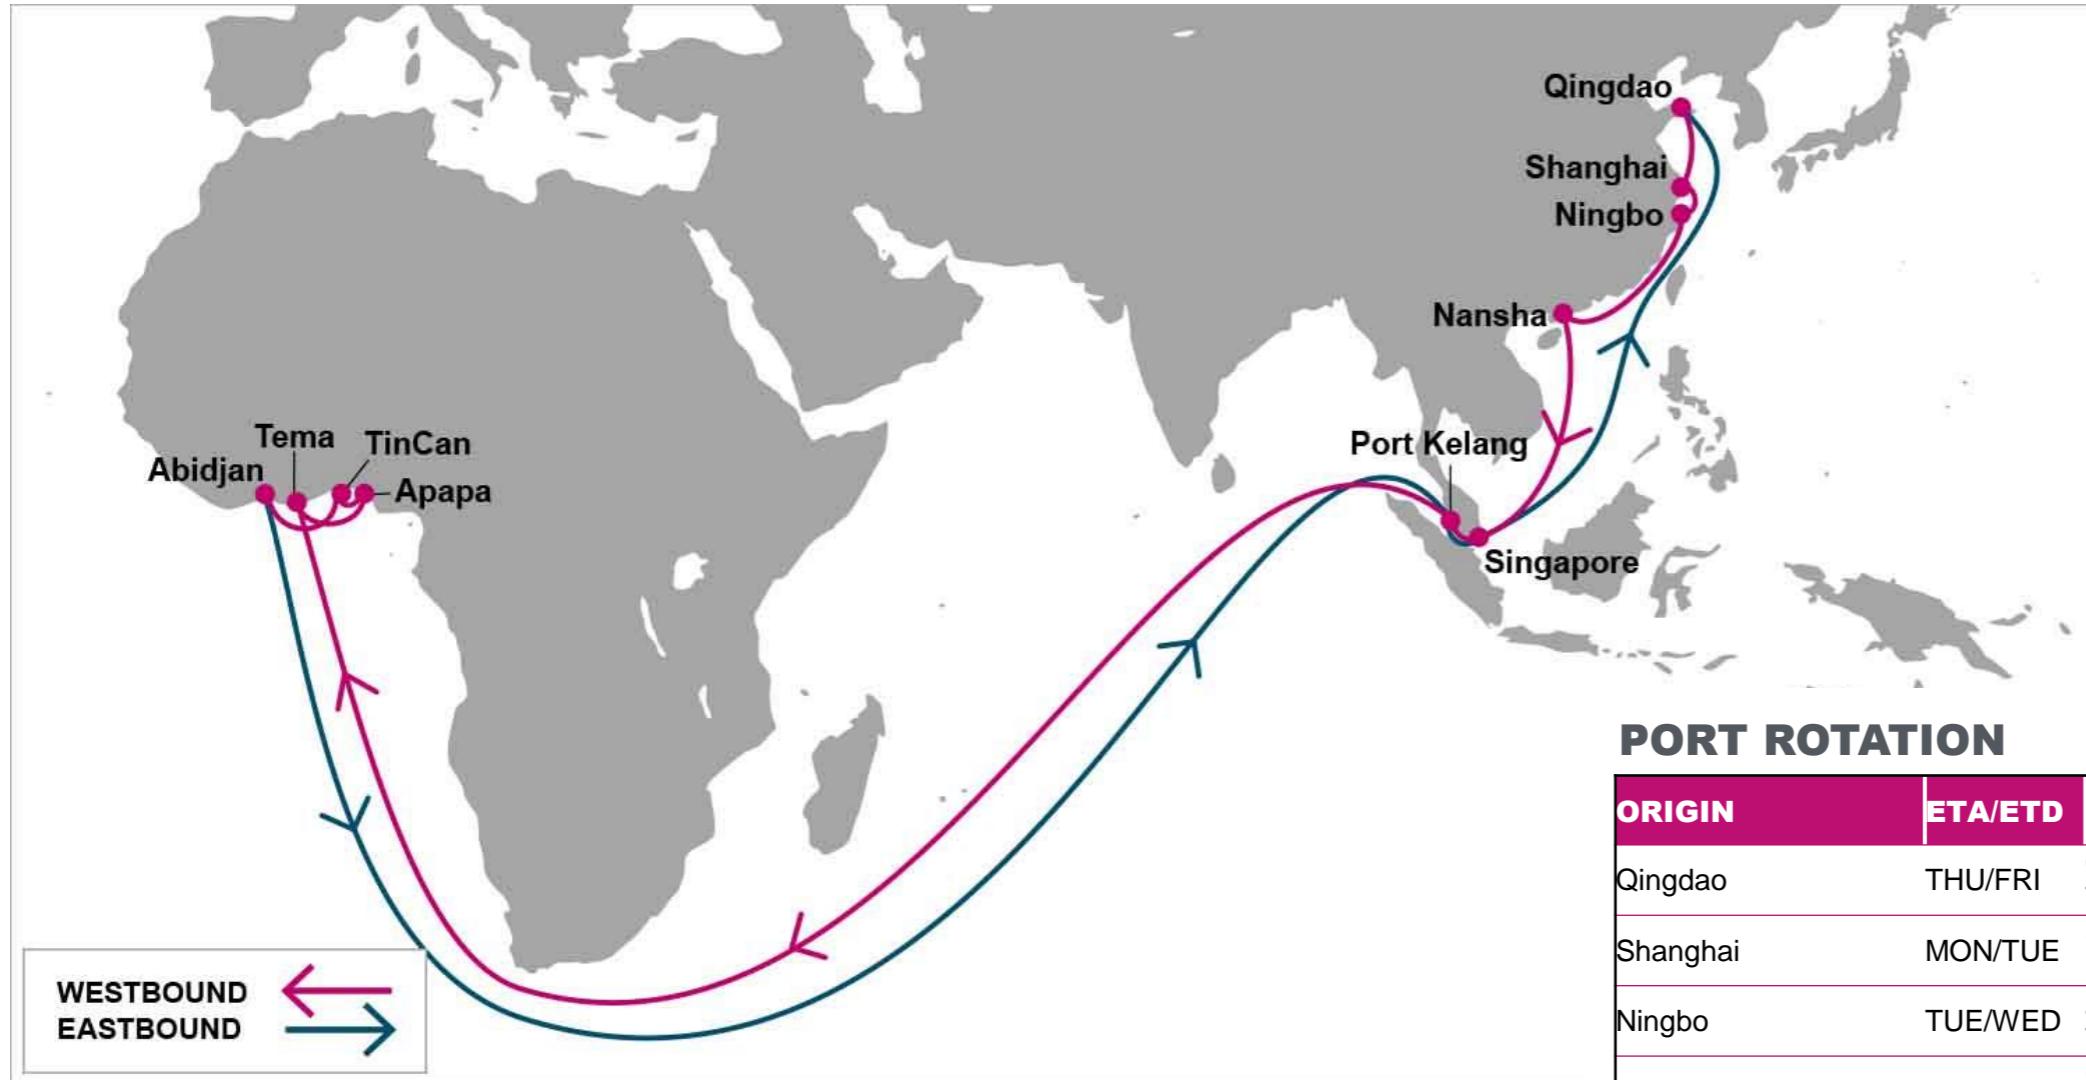 Qingdao
Shanghai
Ningbo
Nansha
Port Kelang
Singapore
Tema
TinCan
Abidjan
Apapa
WESTBOUND
EASTBOUND
PORT ROTATION
ORIGIN ETA/ETD
Qingdao THU/FRI
Shanghai MON/TUE
Ningbo TUE/WED